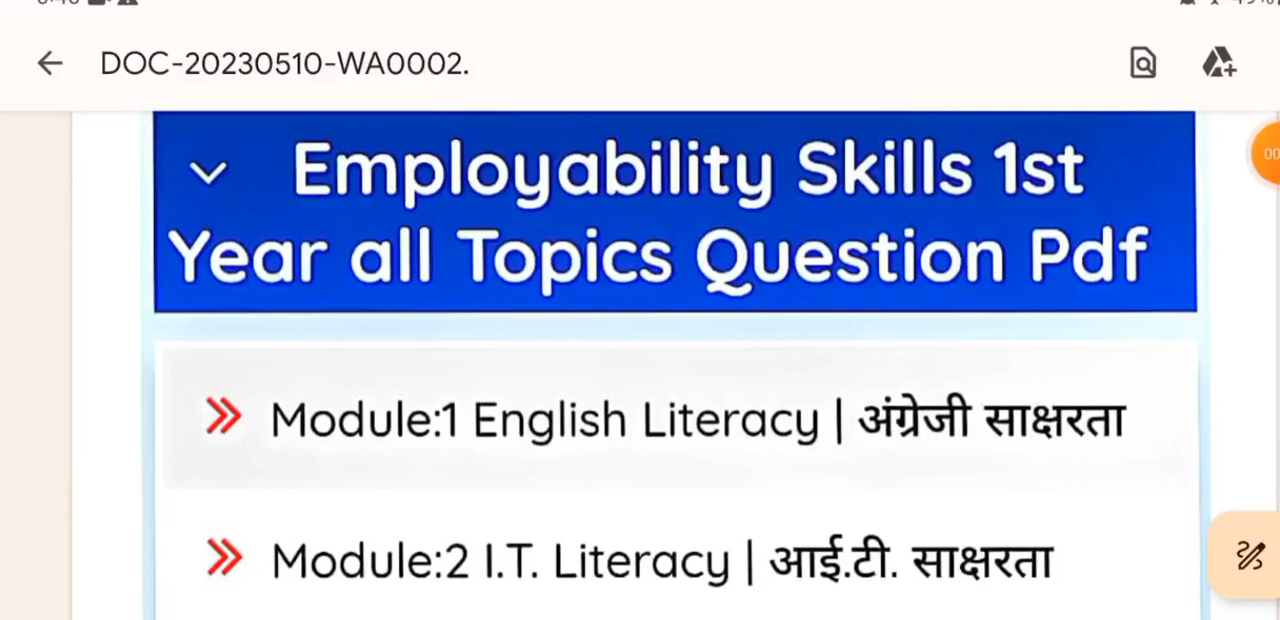 DOC-20230510-WA0002.
Employability Skills 1st
Year all Topics Question Pdf
Module:1 English Literacy | अंग्रेजी साक्षरता
Module:2 I.T. Literacy | आई.टी. साक्षरता
00